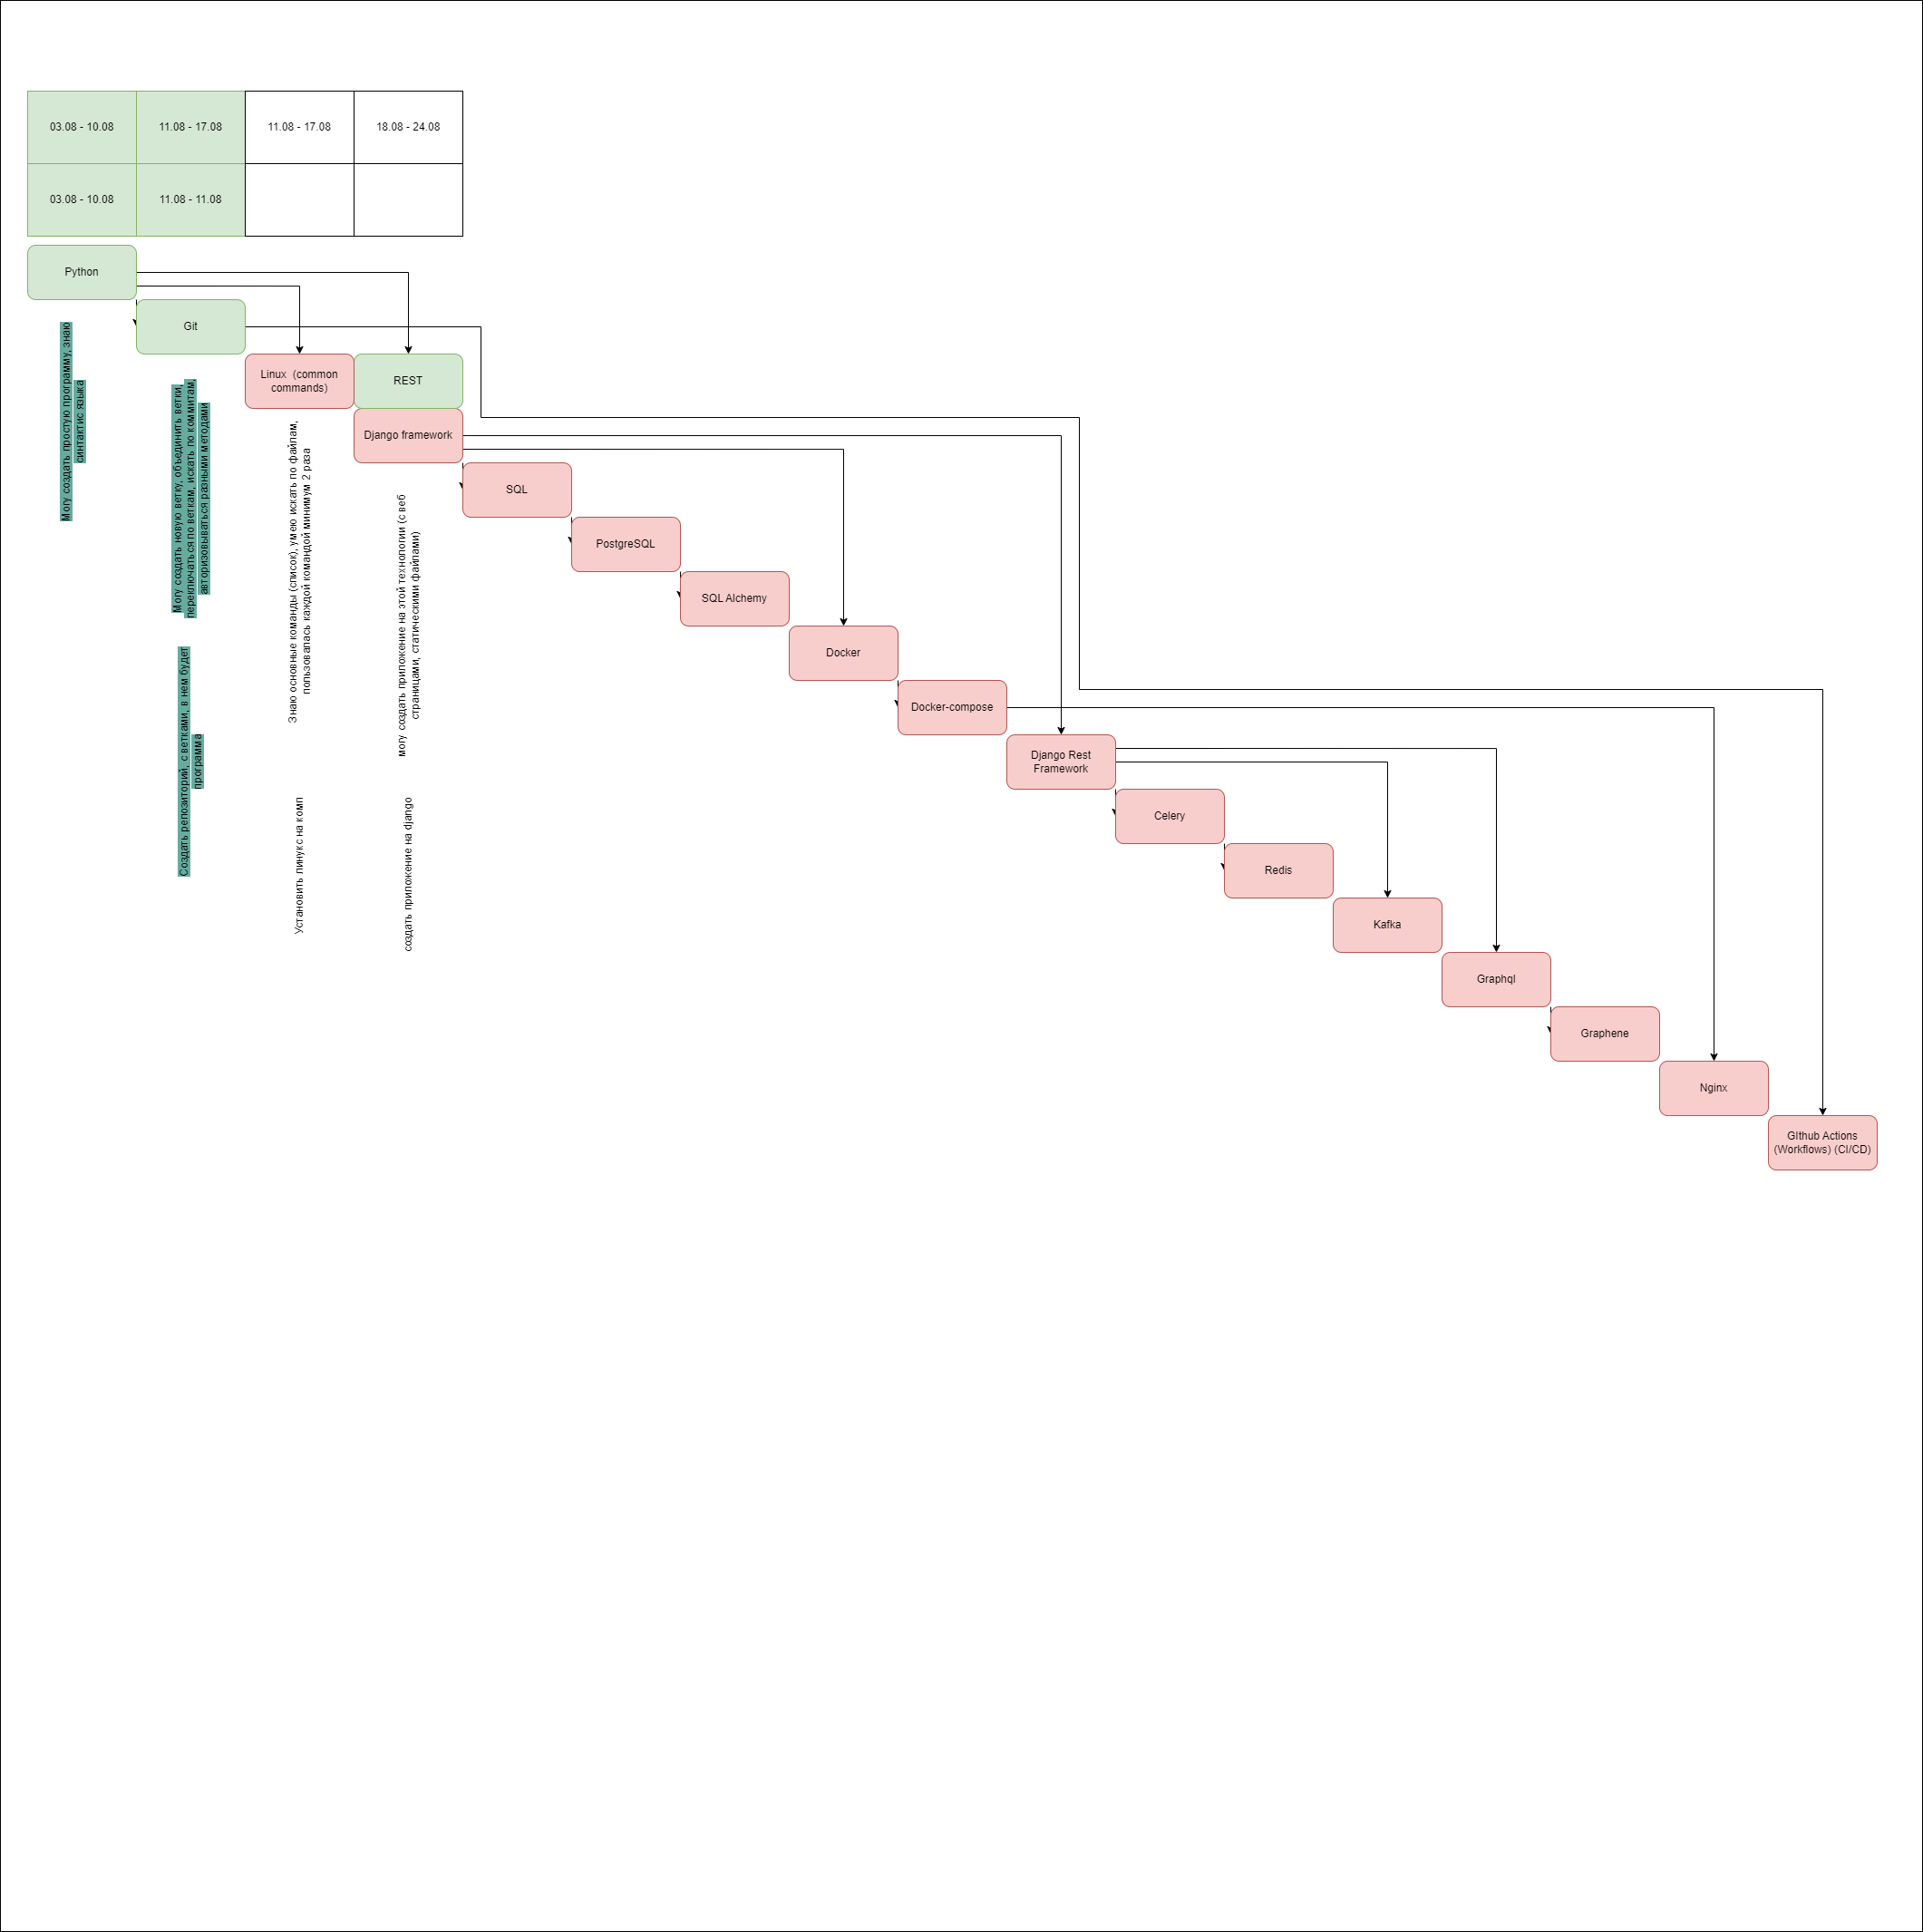 03.08 - 10.08
11.08 - 17.08
11.08 - 17.08
18.08 - 24.08
03.08 - 10.08
11.08 - 11.08
Python
Git
Linux (common
commands)
REST
Django framework
SQL
PostgreSQL
SQL Alchemy
Docker
Docker-compose
Django Rest
Framework
Celery
Redis
Kafka
Graphql
Graphene
Nginx
GIthub Actions
(Workflows) (CI/CD)
Могу создать простую программу, знаю
синтактис языка
Могу создать новую ветку, объединить ветки,
переключаться по веткам, искать по коммитам,
авторизовываться разными методами
Знаю основные команды (список), умею искать по файлам,
пользовалась каждой командой минимум 2 раза
могу создать приложение на этой технологии (с веб
страницами, статическими файлами)
Создать репозиторий, с ветками, в нем будет
программа
Установить линукс на комп
создать приложение на django